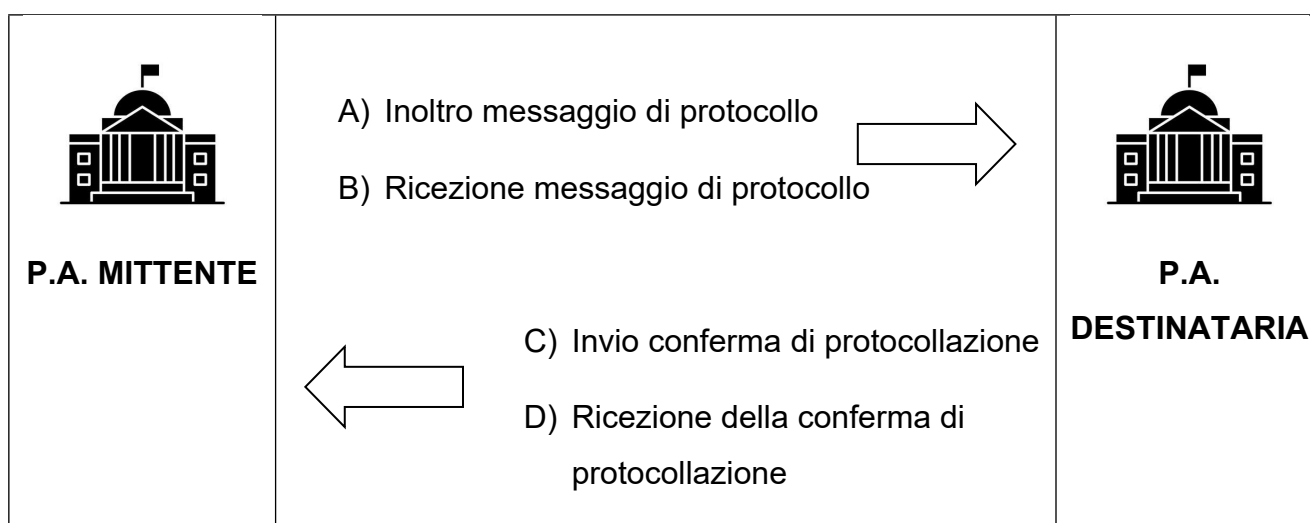 A) Inoltro messaggio di protocollo
B) Ricezione messaggio di protocollo
P.A. MITTENTE
P.A.
DESTINATARIA
C) Invio conferma di protocollazione
D) Ricezione della conferma di
protocollazione